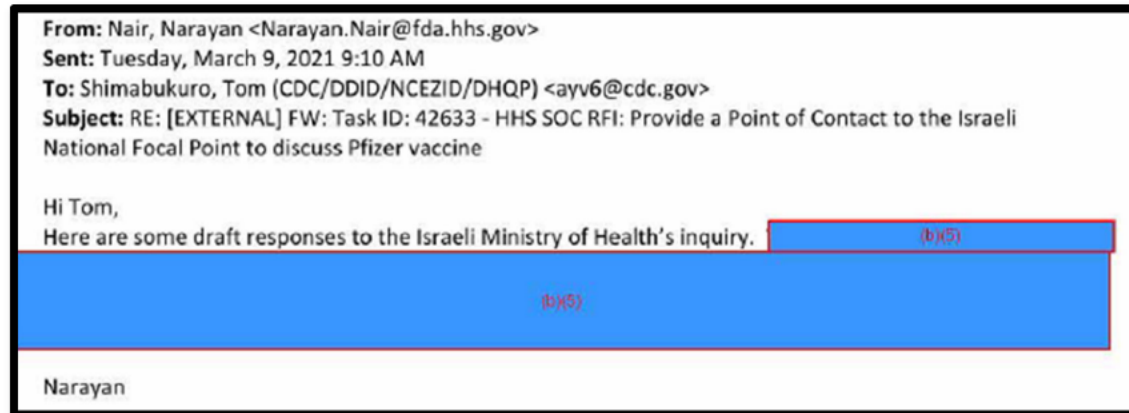 From: Nair, Narayan <Narayan.Nair@fda.hhs.gov>
Sent: Tuesday, March 9, 2021 9:10 AM
To: Shimabukuro, Tom (CDC/DDID/NCEZID/DHQP) <ayv6@cdc.gov>
Subject: RE: [EXTERNAL] FW: Task ID: 42633 - HHS SOC RFI: Provide a Point of Contact to the Israeli
National Focal Point to discuss Pfizer vaccine
Hi Tom,
Here are some draft responses to the Israeli Ministry of Health's inquiry. (b)(5)
(b)(5)
Narayan